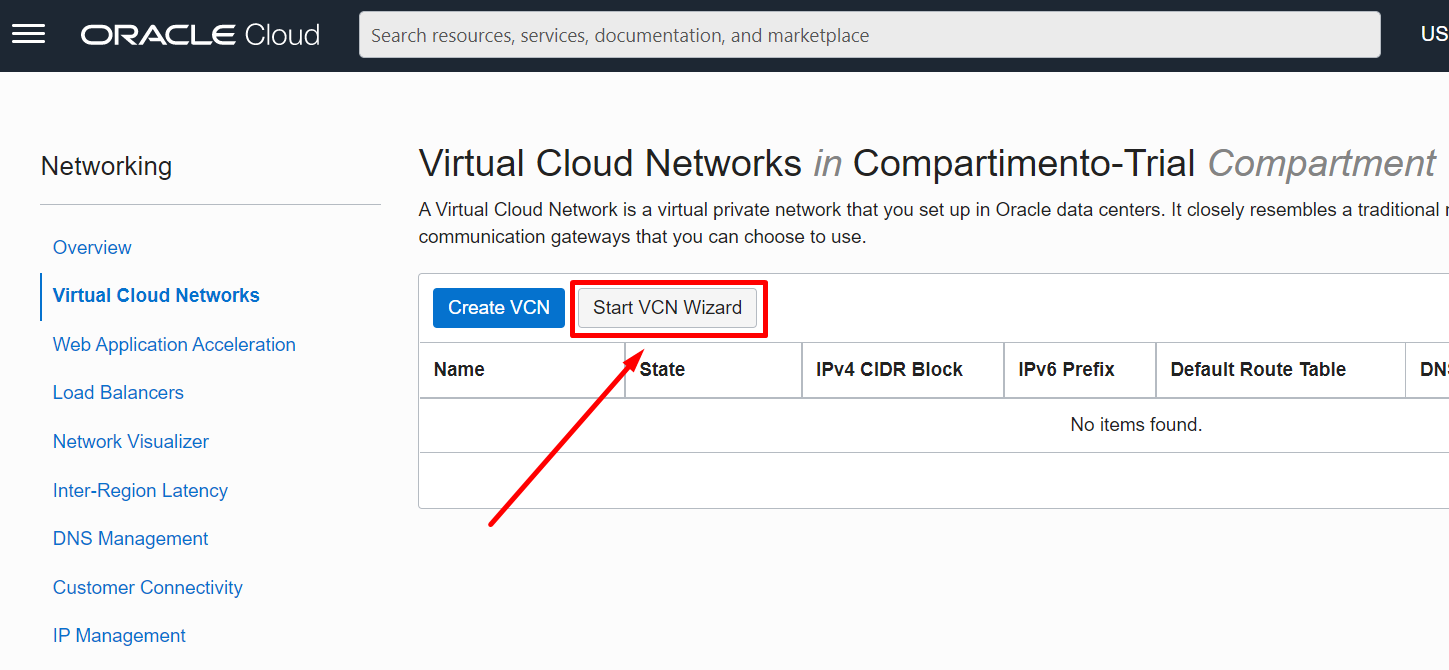 ORACLE Cloud
Search resources, services, documentation, and marketplace
US
Networking
Overview
Virtual Cloud Networks
Web Application Acceleration
Load Balancers
Network Visualizer
Inter-Region Latency
DNS Management
Customer Connectivity
IP Management
Virtual Cloud Networks in Compartimento-Trial Compartment
A Virtual Cloud Network is a virtual private network that you set up in Oracle data centers. It closely resembles a traditional
communication gateways that you can choose to use.
Create VCN Start VCN Wizard
Name State IPv4 CIDR Block IPv6 Prefix Default Route Table DNS
No items found.